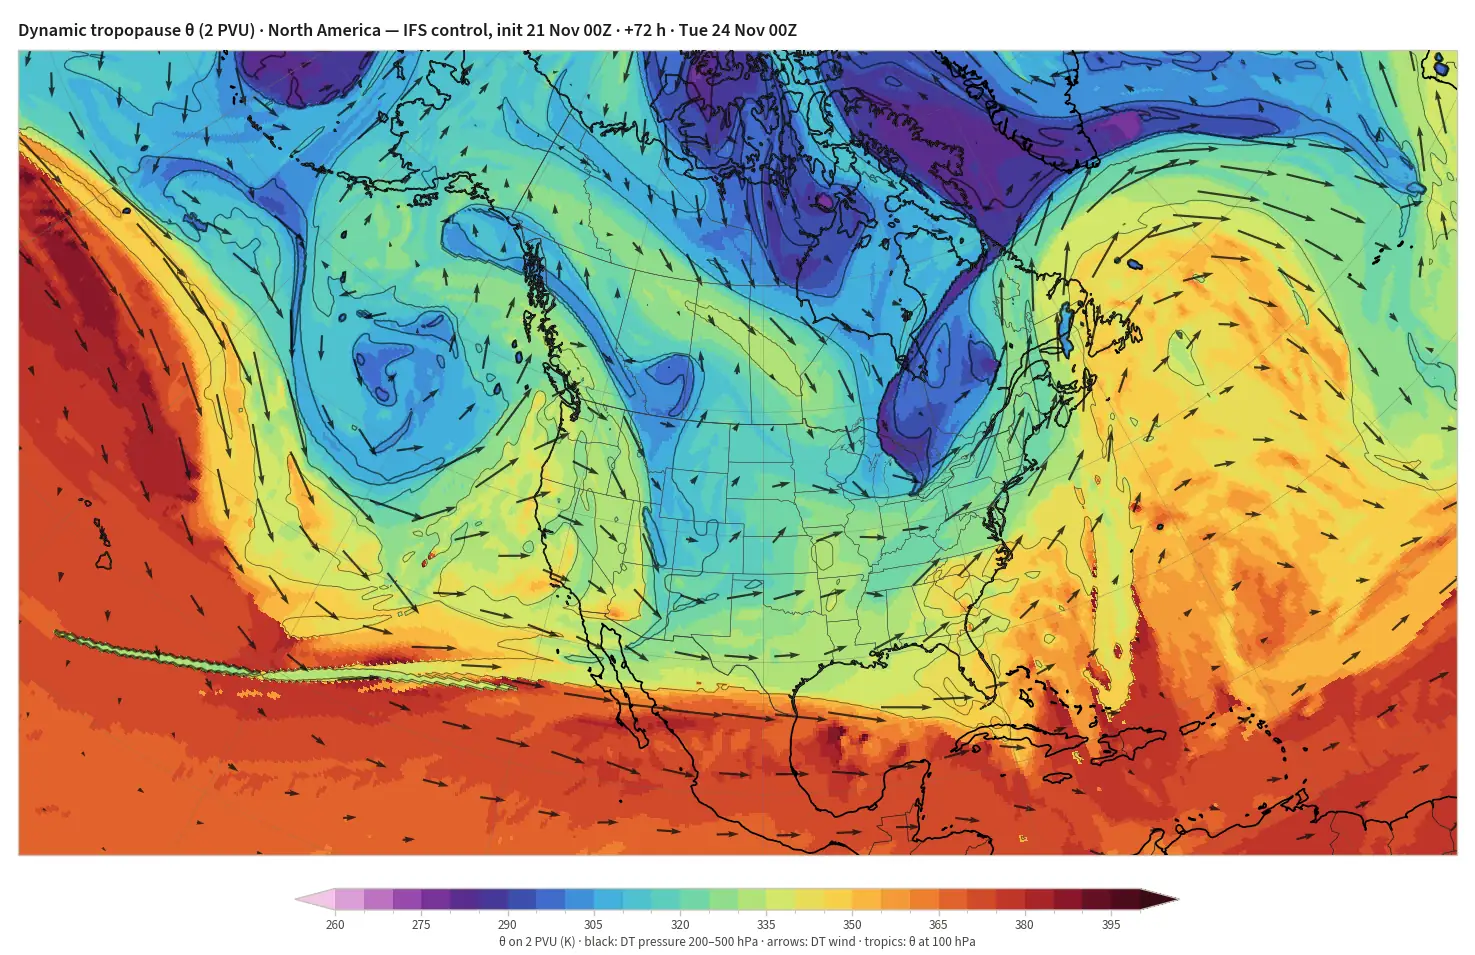 Dynamic tropopause θ (2 PVU) · North America — IFS control, init 21 Nov 00Z · +72 h · Tue 24 Nov 00Z
260 275 290 305 320 335 350 365 380 395
θ on 2 PVU (K) · black: DT pressure 200–500 hPa · arrows: DT wind · tropics: θ at 100 hPa